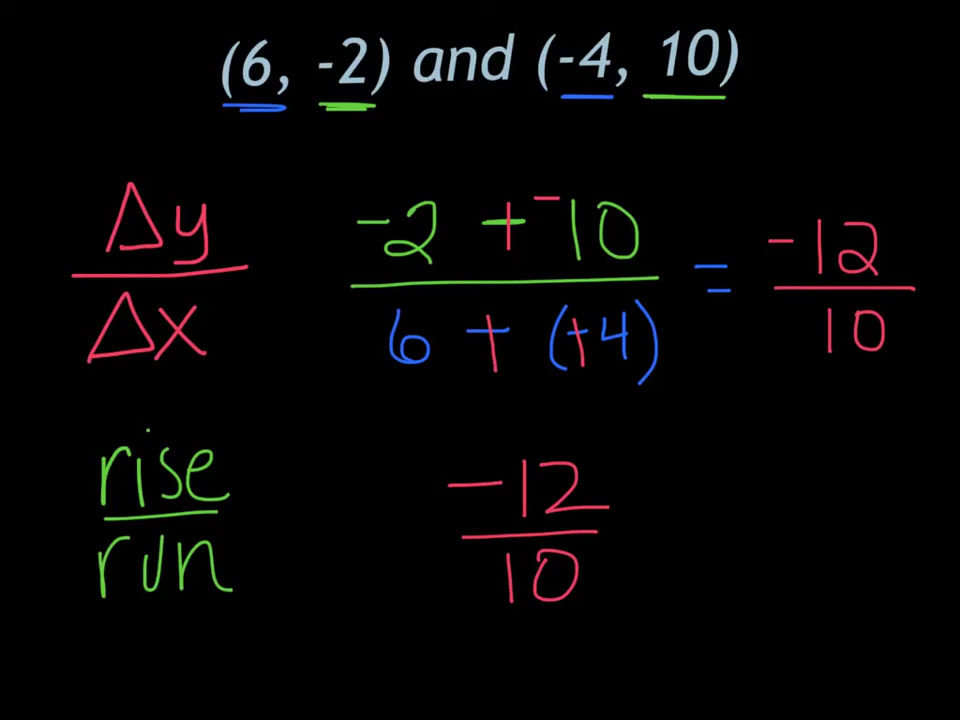 (6, -2) and (-4, 10)
Δy / Δx
-2 + -10 / 6 + (+4) = -12 / 10
rise / run
-12 / 10